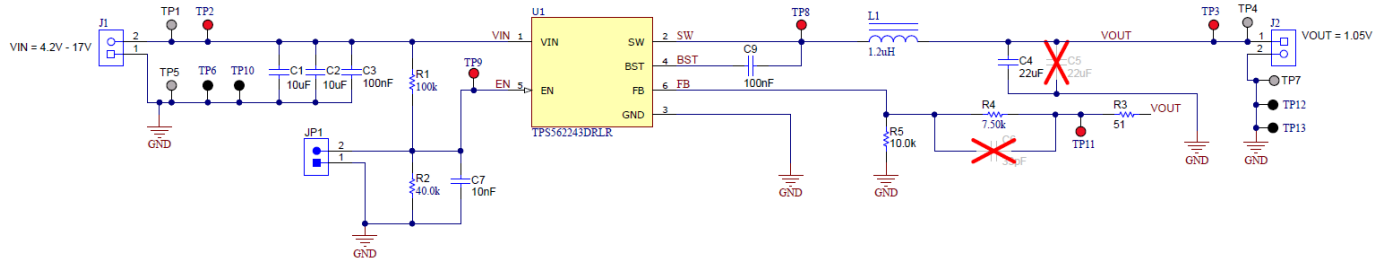 J1
TP1
TP2
VIN = 4.2V - 17V
2
1
TP5
TP6
TP10
GND
C1
10uF
C2
10uF
C3
100nF
R1
100k
JP1
2
1
R2
40.0k
C7
10nF
GND
TP9
EN
VIN
U1
1
VIN
5
EN
SW
BST
FB
GND
TPS562243DRLR
2
SW
4
BST
6
FB
3
GND
C9
100nF
TP8
L1
1.2uH
R5
10.0k
GND
R4
7.50k
TP11
R3
51
VOUT
C4
22uF
C5
22uF
VOUT
GND
TP3
TP4
J2
1
2
VOUT = 1.05V
TP7
TP12
TP13
GND